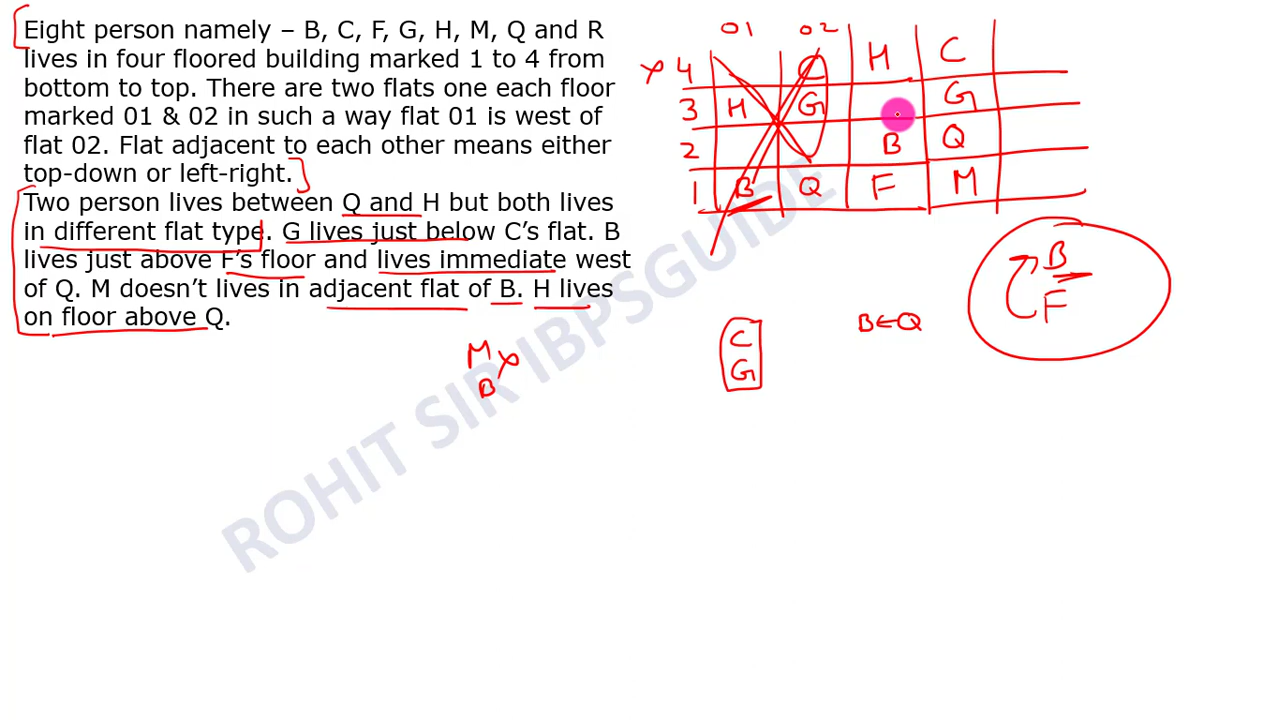 Eight person namely – B, C, F, G, H, M, Q and R
lives in four floored building marked 1 to 4 from
bottom to top. There are two flats one each floor
marked 01 & 02 in such a way flat 01 is west of
flat 02. Flat adjacent to each other means either
top-down or left-right.
Two person lives between Q and H but both lives
in different flat type. G lives just below C’s flat. B
lives just above F’s floor and lives immediate west
of Q. M doesn’t lives in adjacent flat of B. H lives
on floor above Q.
01 02
4 C H C
3 H G G
2 B Q
1 B Q F M
B
F
B←Q
C
G
M
B
ROHIT SIR IBPSGUIDE